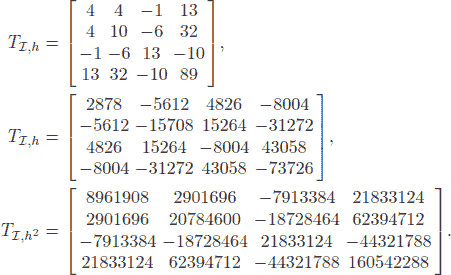 T_{I,h} = [ 4 4 −1 13
4 10 −6 32
−1 −6 13 −10
13 32 −10 89 ],
T_{I,h} = [ 2878 −5612 4826 −8004
−5612 −15708 15264 −31272
4826 15264 −8004 43058
−8004 −31272 43058 −73726 ],
T_{I,h²} = [ 8961908 2901696 −7913384 21833124
2901696 20784600 −18728464 62394712
−7913384 −18728464 21833124 −44321788
21833124 62394712 −44321788 160542288 ].